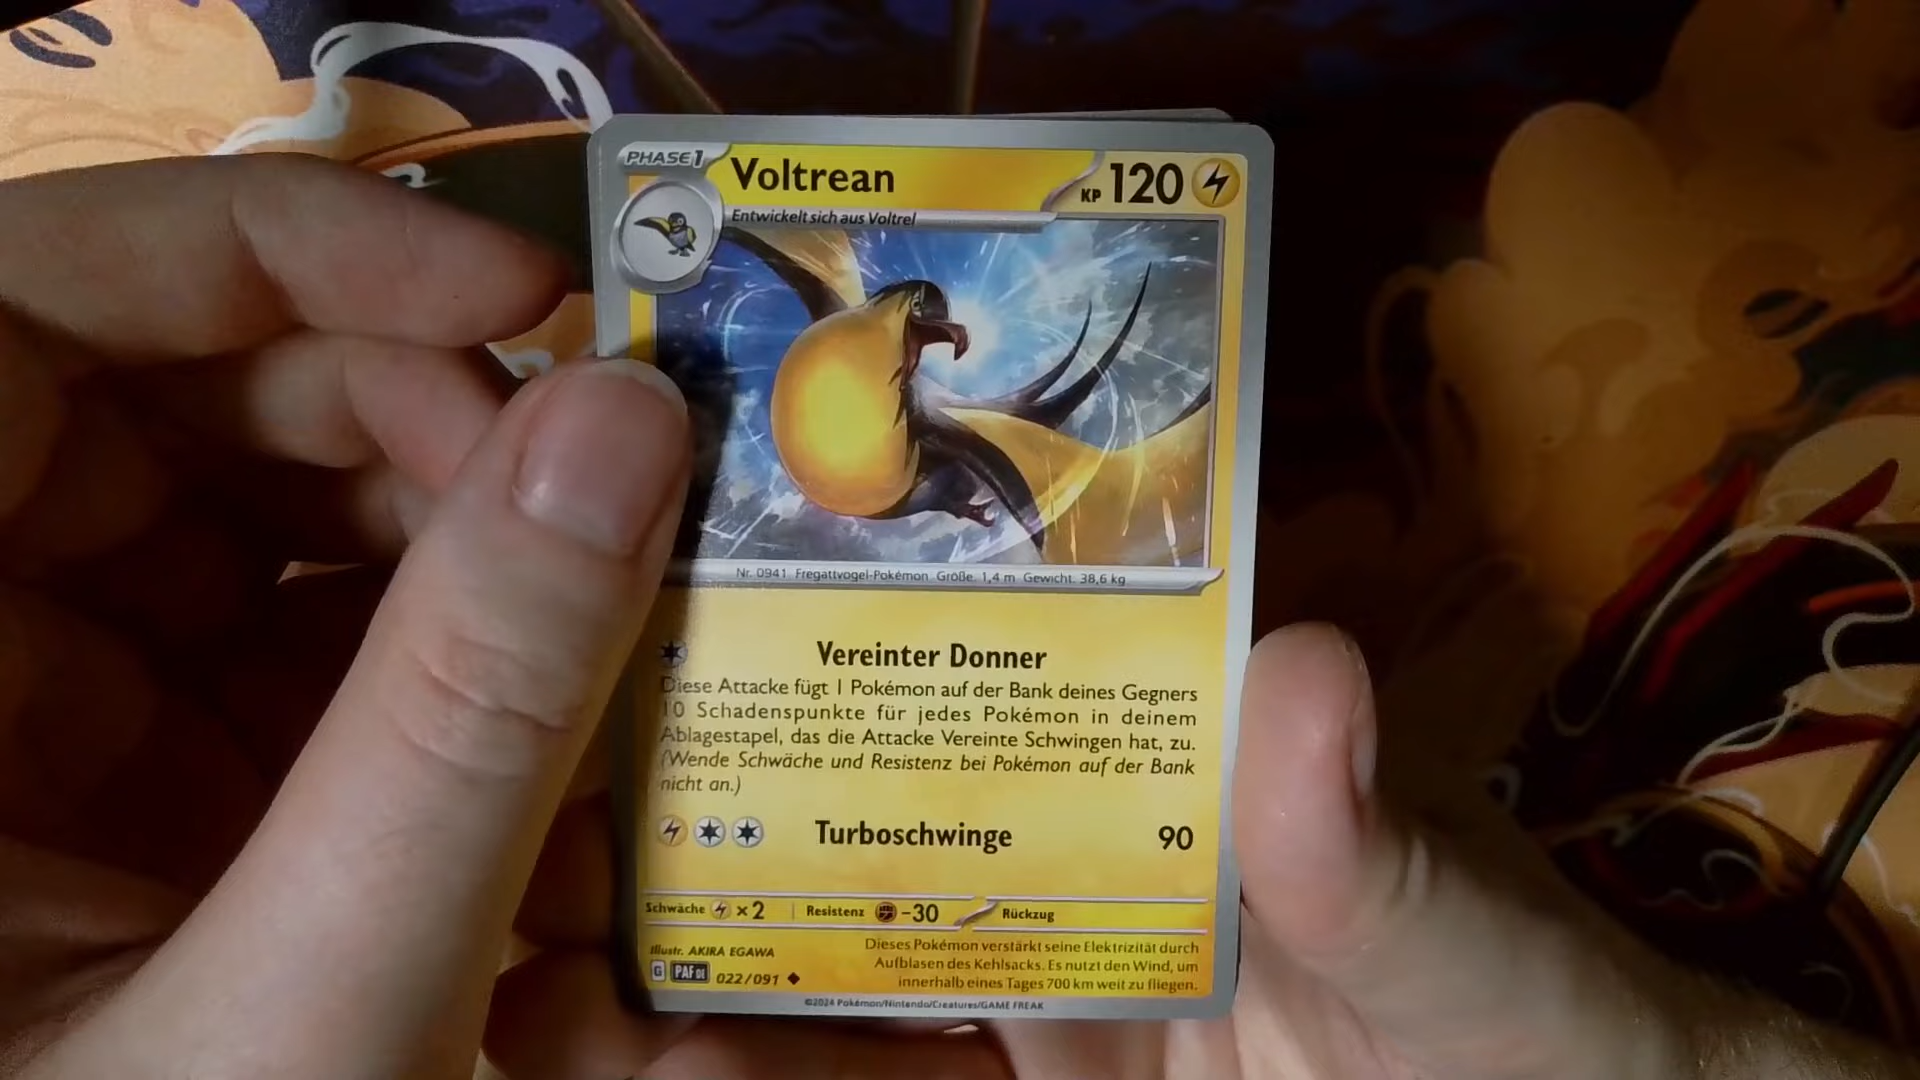 PHASE 1
Voltrean
KP 120
Entwickelt sich aus Voltrel
Nr. 0941 Fregattvogel-Pokémon Größe: 1,4 m Gewicht: 38,6 kg
Vereinter Donner
Diese Attacke fügt 1 Pokémon auf der Bank deines Gegners
10 Schadenspunkte für jedes Pokémon in deinem
Ablagestapel, das die Attacke Vereinte Schwingen hat, zu.
(Wende Schwäche und Resistenz bei Pokémon auf der Bank
nicht an.)
Turboschwinge 90
Schwäche ×2 Resistenz -30 Rückzug
Illustr. AKIRA EGAWA
G PAF DE 022/091
Dieses Pokémon verstärkt seine Elektrizität durch
Aufblasen des Kehlsacks. Es nutzt den Wind, um
innerhalb eines Tages 700 km weit zu fliegen.
©2024 Pokémon/Nintendo/Creatures/GAME FREAK